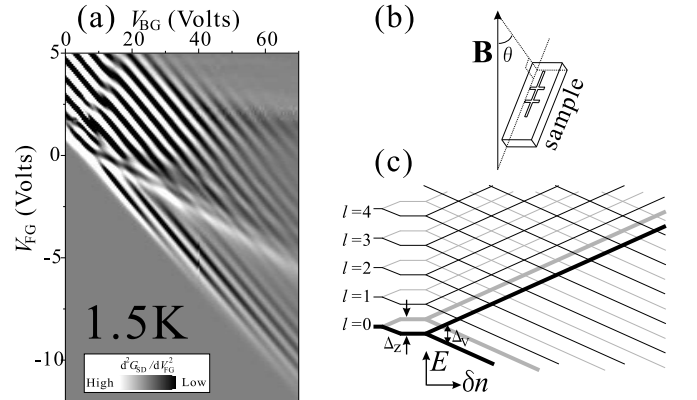 (a)
V_BG (Volts)
0 20 40 60
5
0
-5
-10
V_FG (Volts)
1.5K
d²G_SD/dV²_FG
High Low
(b)
B
θ
sample
(c)
l=4
l=3
l=2
l=1
l=0
Δ_Z
Δ_V
E
δn